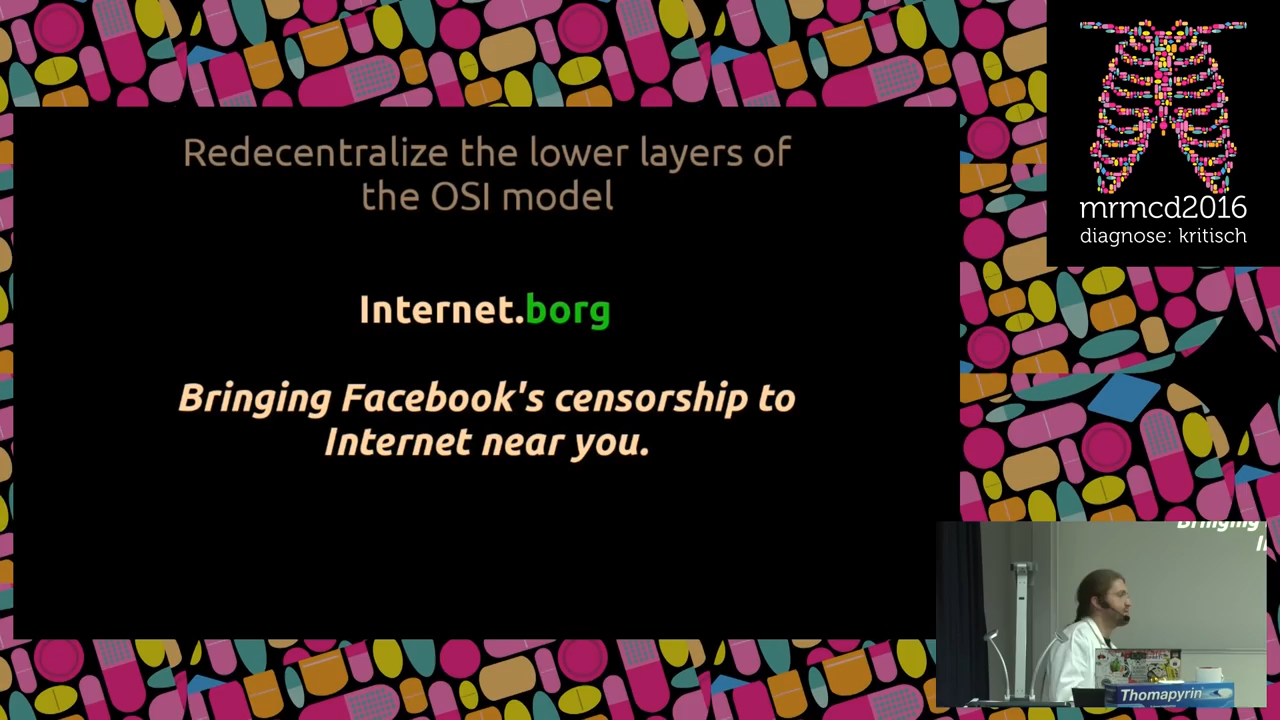 Redecentralize the lower layers of
the OSI model
Internet.borg
Bringing Facebook's censorship to
Internet near you.
mrmcd2016
diagnose: kritisch
Bringing
Thomapyrin